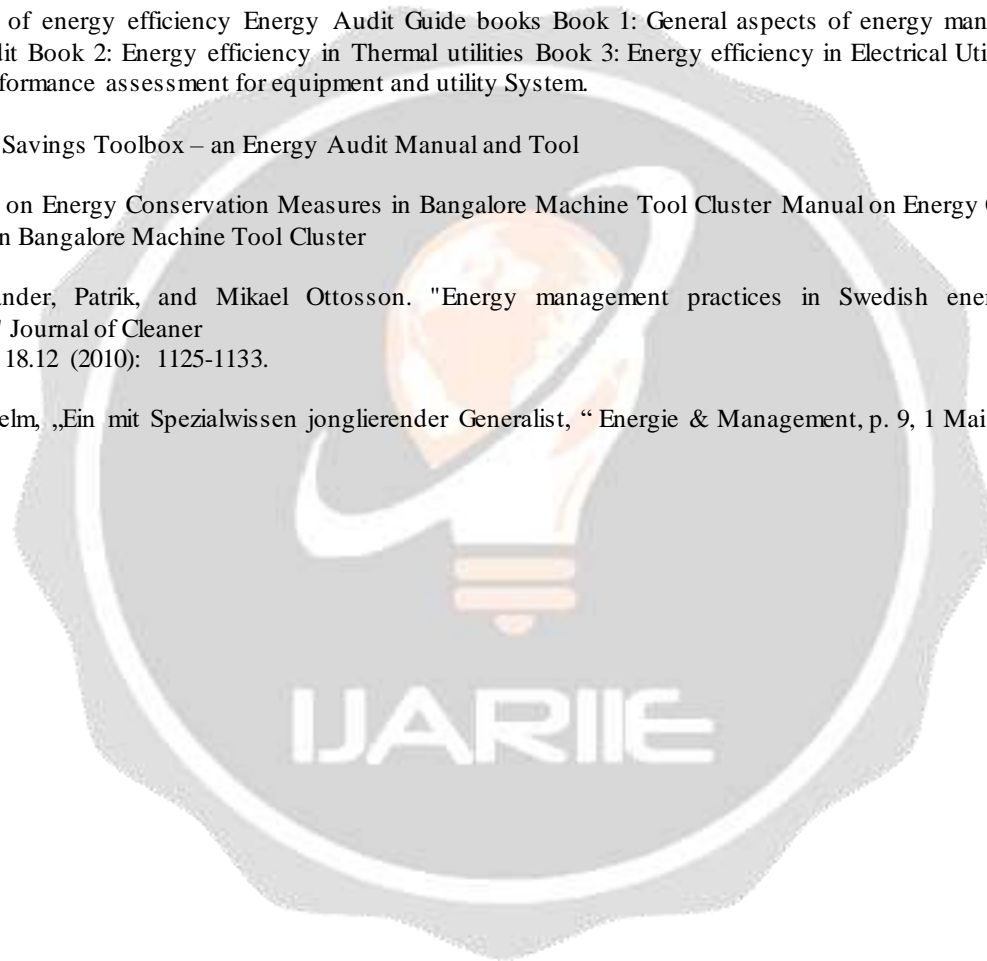 of energy efficiency Energy Audit Guide books Book 1: General aspects of energy man
dit Book 2: Energy efficiency in Thermal utilities Book 3: Energy efficiency in Electrical Uti
formance assessment for equipment and utility System.
Savings Toolbox – an Energy Audit Manual and Tool
on Energy Conservation Measures in Bangalore Machine Tool Cluster Manual on Energy
n Bangalore Machine Tool Cluster
ander, Patrik, and Mikael Ottosson. "Energy management practices in Swedish ener
" Journal of Cleaner
18.12 (2010): 1125-1133.
elm, „Ein mit Spezialwissen jonglierender Generalist, “ Energie & Management, p. 9, 1 Mai
IJARIIE